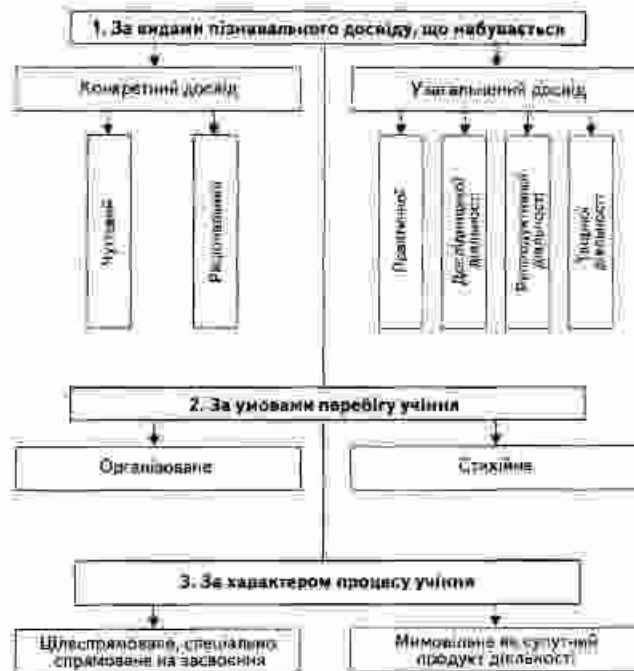 1. За видами пізнавального досвіду, що набувається
Конкретний досвід
Узагальнений досвід
Чуттєвий
Раціональний
Практичної
Дослідницької
діяльності
Репродуктивної
діяльності
Творчої
діяльності
2. За умовами перебігу учіння
Організоване
Стихійне
3. За характером процесу учіння
Цілеспрямоване, спеціально
спрямоване на засвоєння
Мимовільне як супутній
продукт діяльності